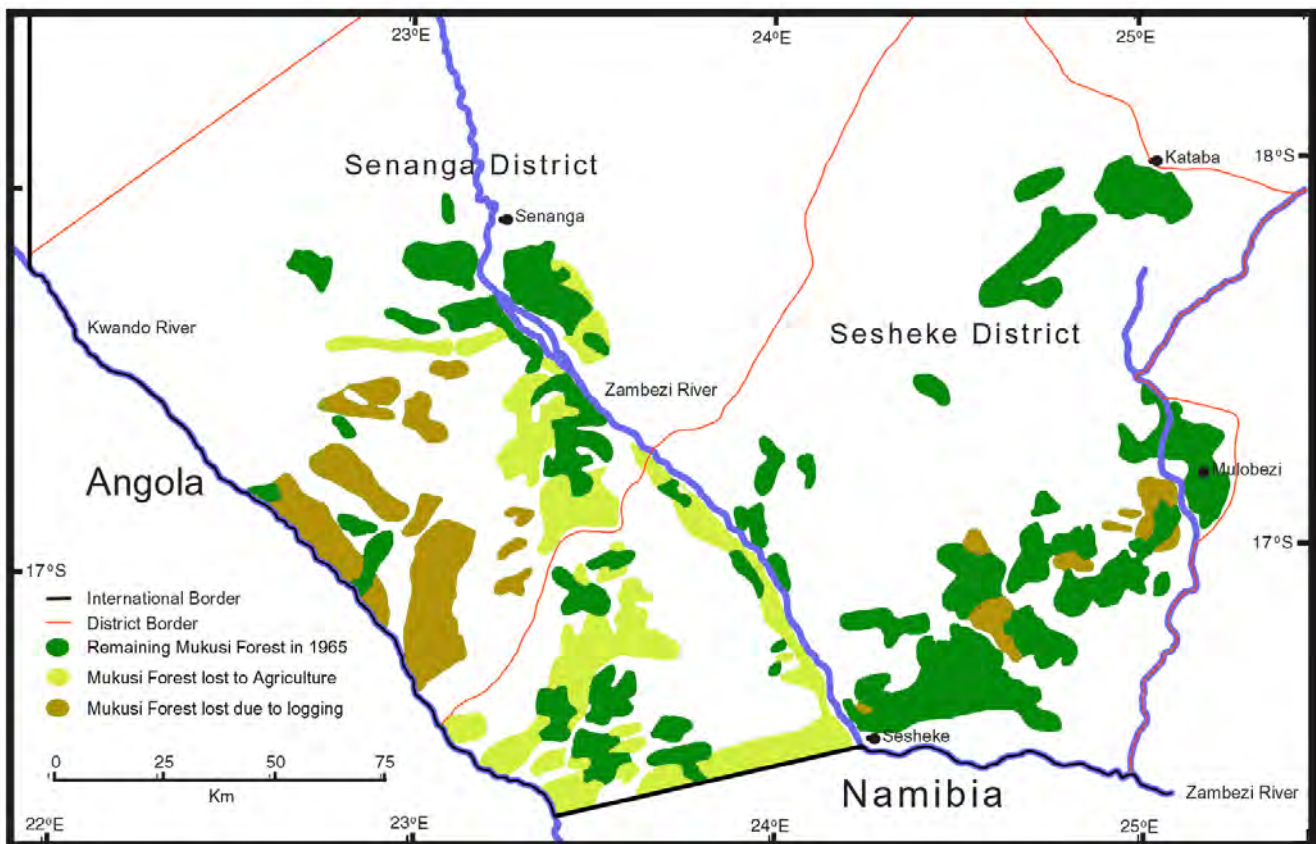 23°E
24°E
25°E
Kataba
18°S
Senanga District
Senanga
Kwando River
Sesheke District
Zambezi River
Angola
Mulobezi
17°S
17°S
International Border
District Border
Remaining Mukusi Forest in 1965
Mukusi Forest lost to Agriculture
Mukusi Forest lost due to logging
Sesheke
0 25 50 75
Km
Namibia
Zambezi River
22°E
23°E
24°E
25°E